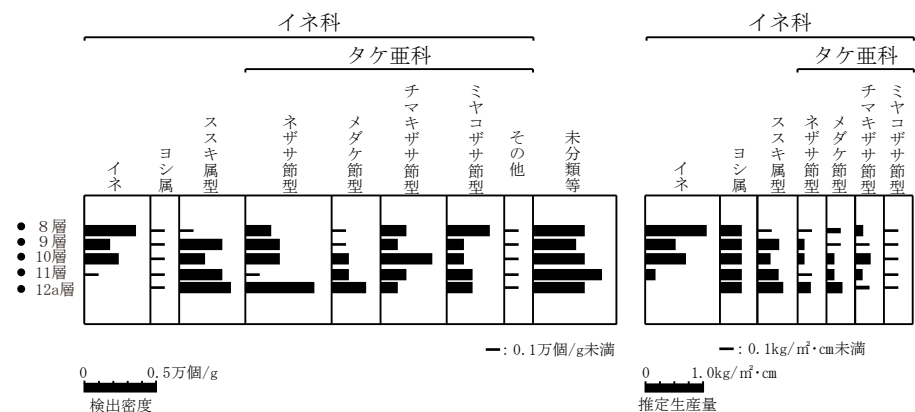 イネ科
タケ亜科
イネ
ヨシ属
ススキ属型
ネザサ節型
メダケ節型
チマキザサ節型
ミヤコザサ節型
その他
未分類等
イネ科
タケ亜科
イネ
ヨシ属
ススキ属型
ネザサ節型
メダケ節型
チマキザサ節型
ミヤコザサ節型
● 8層
● 9層
● 10層
● 11層
● 12a層
━: 0.1万個/g未満
━: 0.1kg/㎡・㎝未満
0 0.5万個/g
検出密度
0 1.0kg/㎡・㎝
推定生産量